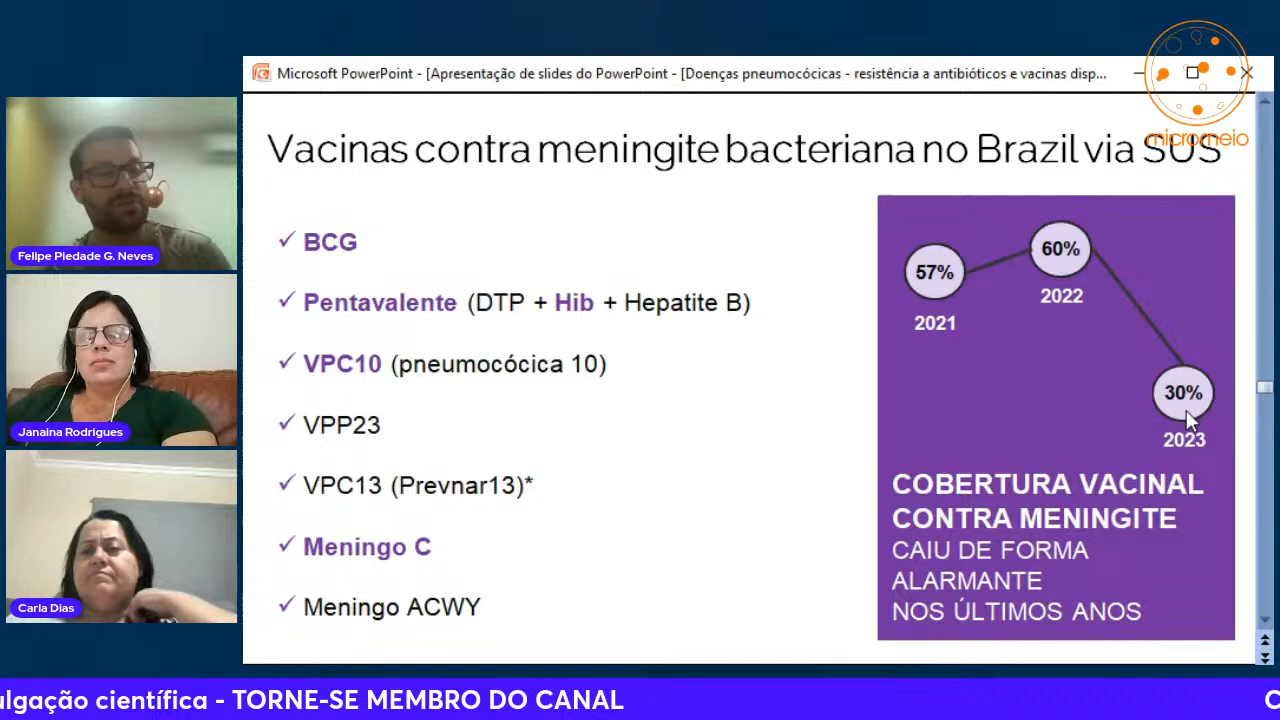 Microsoft PowerPoint - [Apresentação de slides do PowerPoint - [Doenças pneumocócicas - resistência a antibióticos e vacinas disp...
micromeio
Vacinas contra meningite bacteriana no Brazil via SUS
BCG
Pentavalente (DTP + Hib + Hepatite B)
VPC10 (pneumocócica 10)
VPP23
VPC13 (Prevnar13)*
Meningo C
Meningo ACWY
57%
2021
60%
2022
30%
2023
COBERTURA VACINAL
CONTRA MENINGITE
CAIU DE FORMA
ALARMANTE
NOS ÚLTIMOS ANOS
Felipe Piedade G. Neves
Janaina Rodrigues
Carla Dias
ulgação científica - TORNE-SE MEMBRO DO CANAL
C